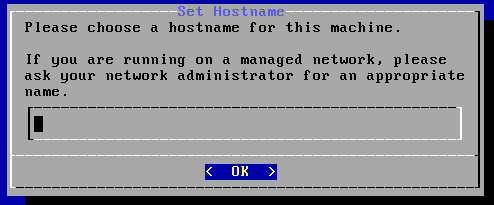 Set Hostname
Please choose a hostname for this machine.
If you are running on a managed network, please
ask your network administrator for an appropriate
name.
< OK >